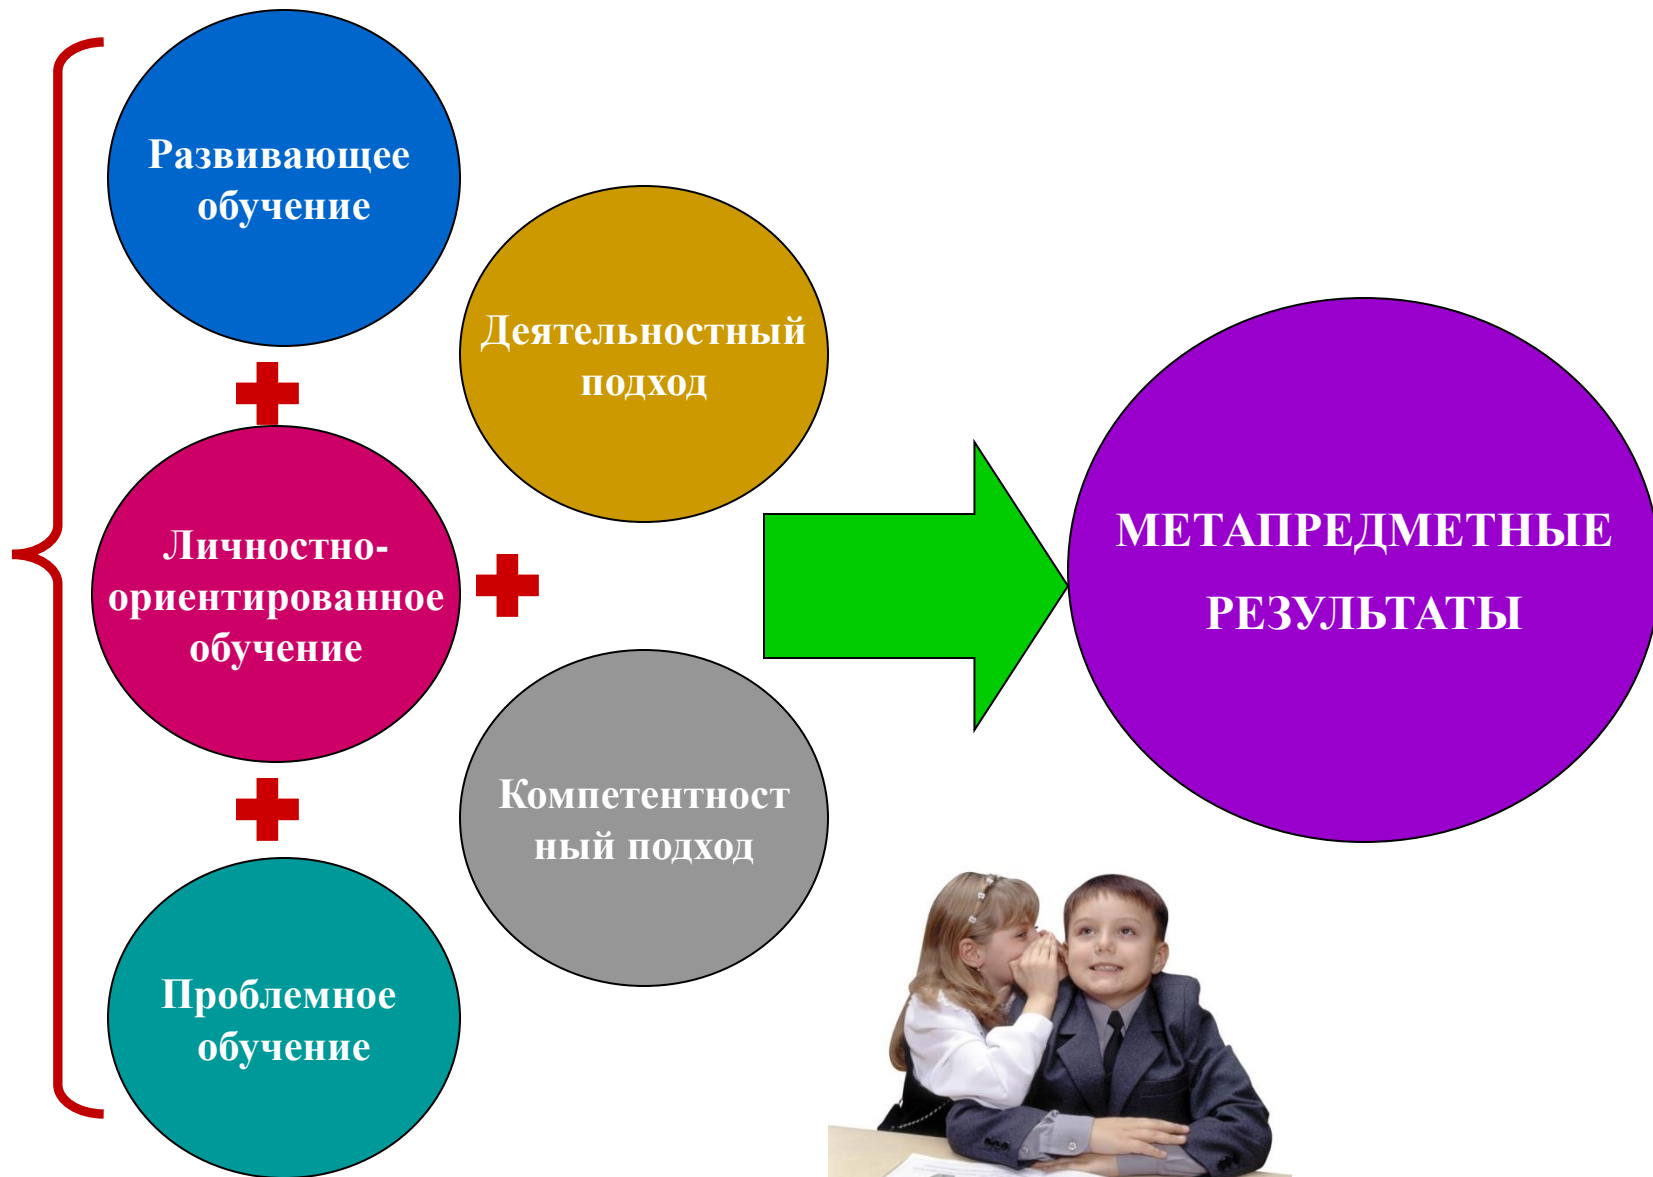 Развивающее
обучение
Деятельностный
подход
Личностно-
ориентированное
обучение
Компетентност
ный подход
Проблемное
обучение
МЕТАПРЕДМЕТНЫЕ
РЕЗУЛЬТАТЫ